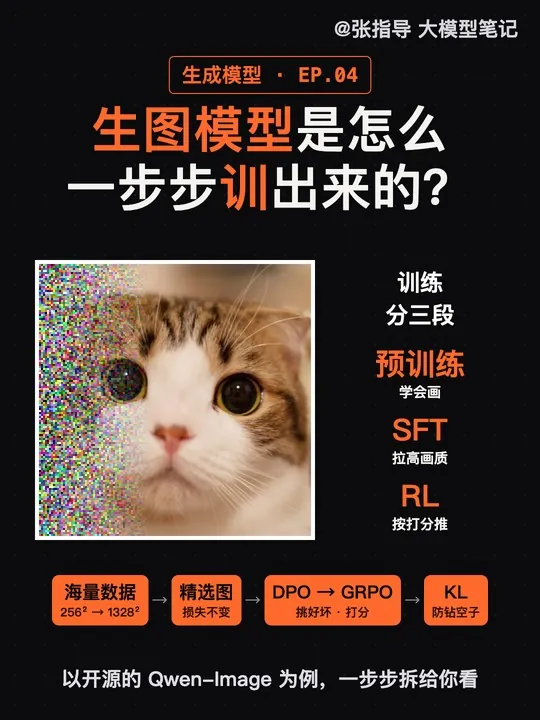 @张指导 大模型笔记
生成模型 · EP.04
生图模型是怎么
一步步训出来的?
训练
分三段
预训练
学会画
SFT
拉高画质
RL
按打分推
海量数据
256² → 1328²
→
精选图
损失不变
→
DPO → GRPO
挑好坏 · 打分
→
KL
防钻空子
以开源的 Qwen-Image 为例，一步步拆给你看